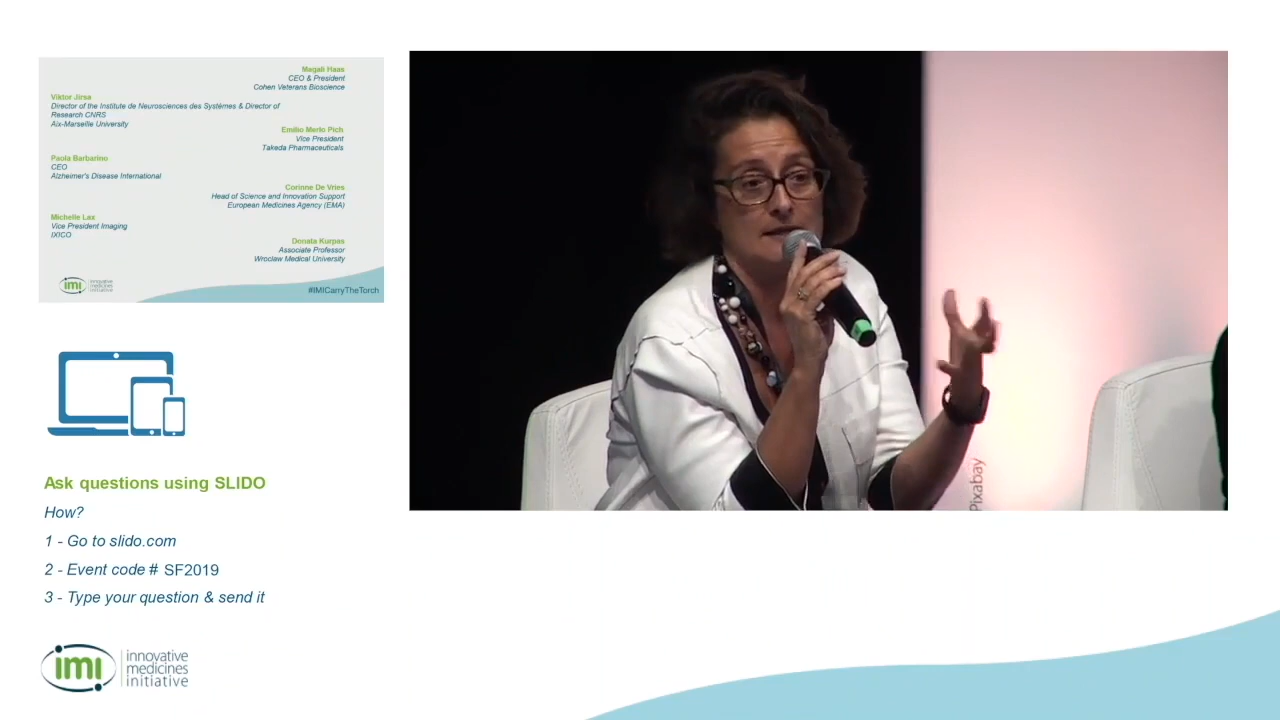 Magali Haas
CEO & President
Cohen Veterans Bioscience
Viktor Jirsa
Director of the Institute de Neurosciences des Systèmes & Director of
Research CNRS
Aix-Marseille University
Emilio Merlo Pich
Vice President
Takeda Pharmaceuticals
Paola Barbarino
CEO
Alzheimer's Disease International
Corinne De Vries
Head of Science and Innovation Support
European Medicines Agency (EMA)
Michelle Lax
Vice President Imaging
IXICO
Donata Kurpas
Associate Professor
Wroclaw Medical University
imi
innovative
medicines
initiative
#IMICarryTheTorch
Ask questions using SLIDO
How?
1 - Go to slido.com
2 - Event code # SF2019
3 - Type your question & send it
imi
innovative
medicines
initiative
Pixabay